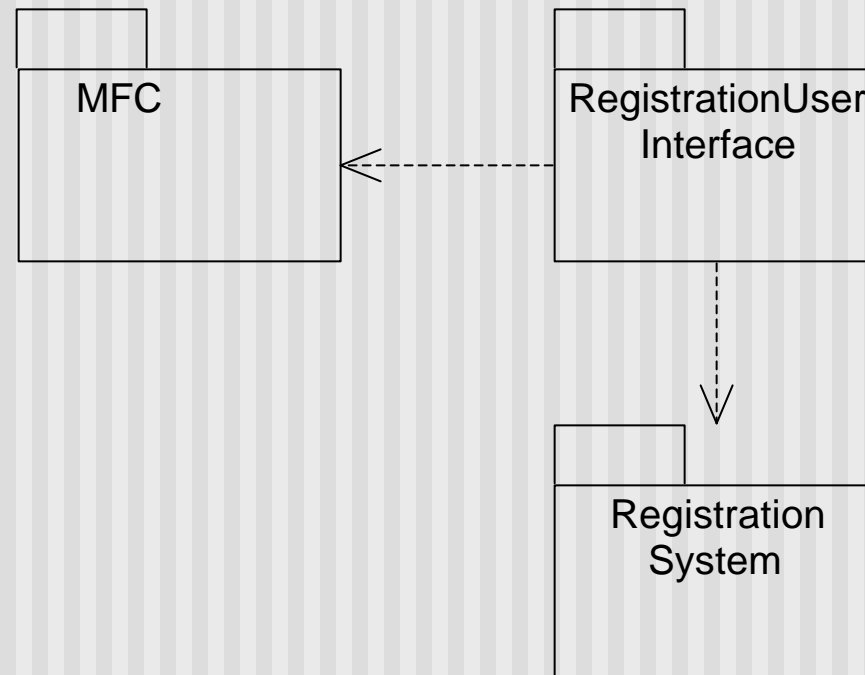 MFC
RegistrationUser
Interface
Registration
System